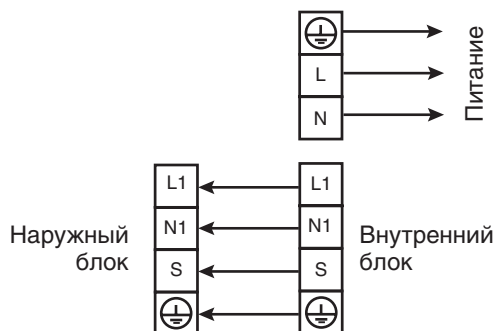 L
N
Питание
L1
N1
S
L1
N1
S
Наружный
блок
Внутренний
блок